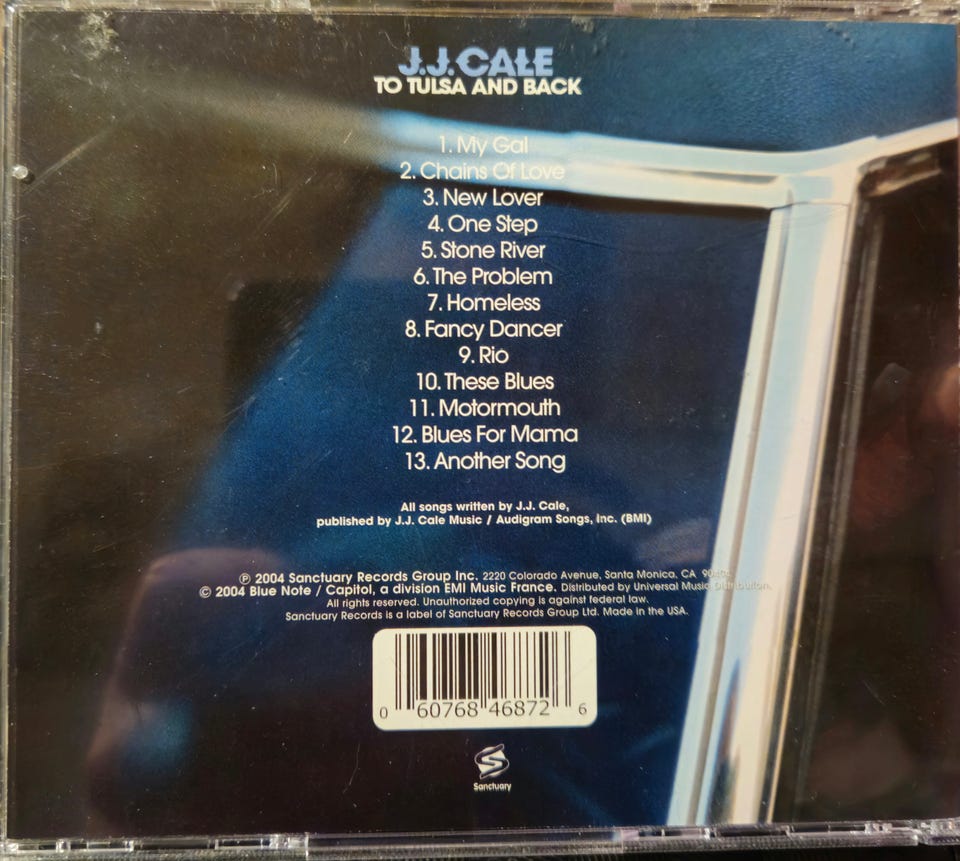 J.J. CALE
TO TULSA AND BACK
1. My Gal
2. Chains Of Love
3. New Lover
4. One Step
5. Stone River
6. The Problem
7. Homeless
8. Fancy Dancer
9. Rio
10. These Blues
11. Motormouth
12. Blues For Mama
13. Another Song
All songs written by J.J. Cale,
published by J.J. Cale Music / Audigram Songs, Inc. (BMI)
℗ 2004 Sanctuary Records Group Inc. 2220 Colorado Avenue, Santa Monica, CA
© 2004 Blue Note / Capitol, a division EMI Music France. Distributed by Universal Music Distribution.
All rights reserved. Unauthorized copying is against federal law.
Sanctuary Records is a label of Sanctuary Records Group Ltd. Made in the USA.
0 60768 46872 6
Sanctuary